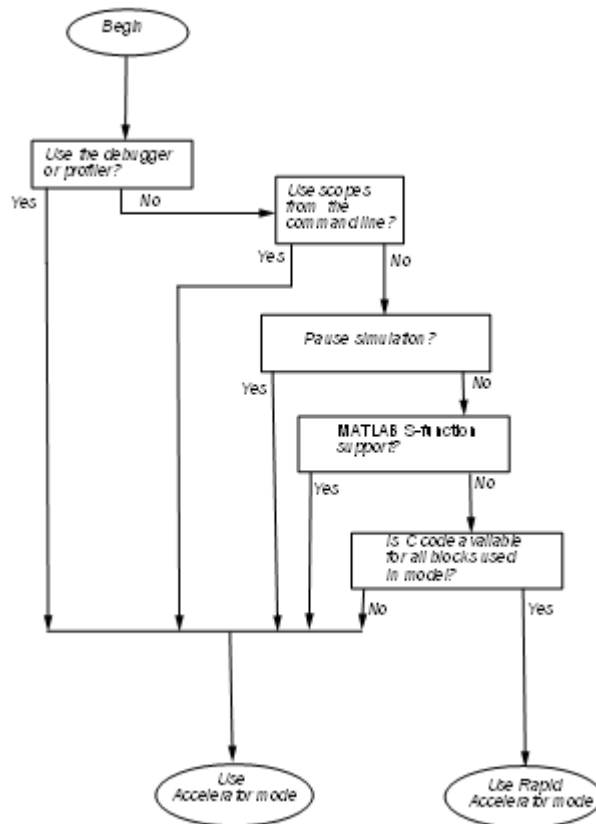 Begin
Use the debugger
or profiler?
Yes
No
Use scopes
from the
command line?
Yes
No
Pause simulation?
Yes
No
MATLAB S-function
support?
Yes
No
Is C code available
for all blocks used
in model?
No
Yes
Use
Accelerator mode
Use Rapid
Accelerator mode